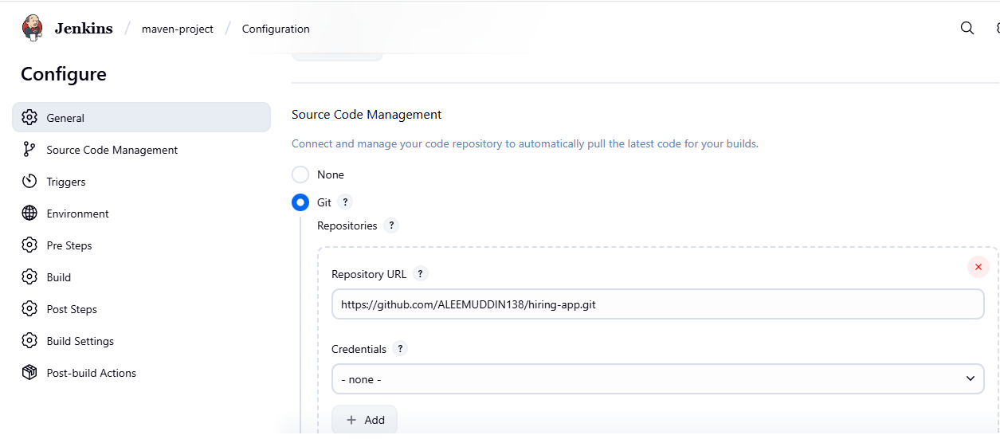 Jenkins / maven-project / Configuration
Configure
General
Source Code Management
Triggers
Environment
Pre Steps
Build
Post Steps
Build Settings
Post-build Actions
Source Code Management
Connect and manage your code repository to automatically pull the latest code for your builds.
None
Git ?
Repositories ?
Repository URL ?
https://github.com/ALEEMUDDIN138/hiring-app.git
Credentials ?
- none -
+ Add